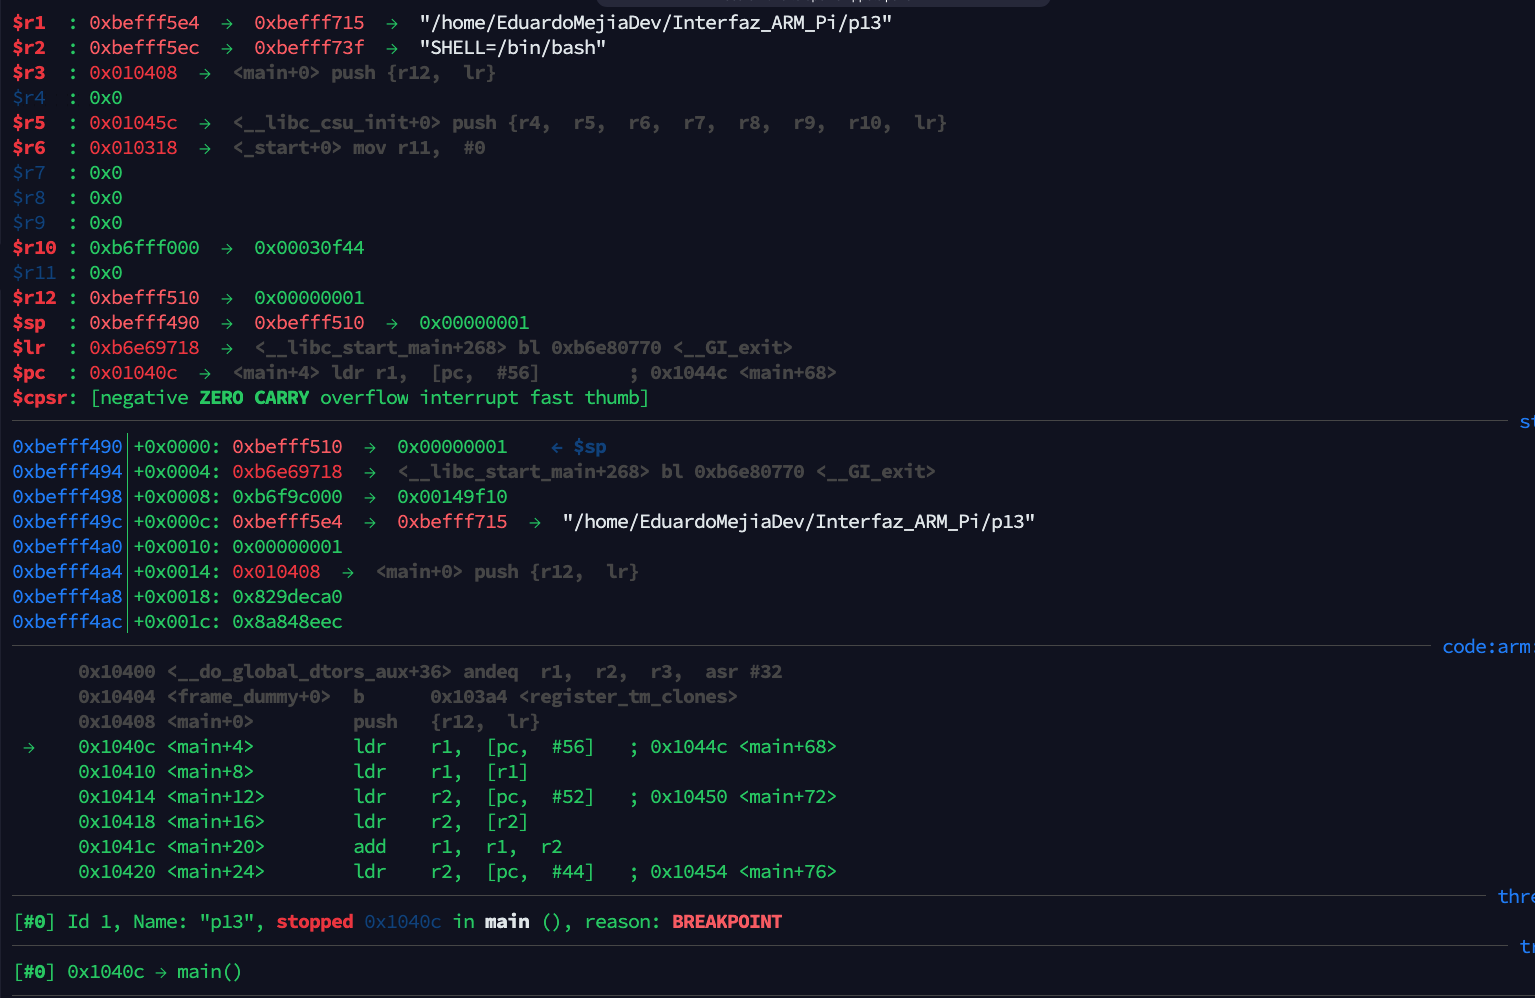 $r1  : 0xbefff5e4  →  0xbefff715  →  "/home/EduardoMejiaDev/Interfaz_ARM_Pi/p13"
$r2  : 0xbefff5ec  →  0xbefff73f  →  "SHELL=/bin/bash"
$r3  : 0x010408  →  <main+0> push {r12,  lr}
$r4  : 0x0
$r5  : 0x01045c  →  <__libc_csu_init+0> push {r4,  r5,  r6,  r7,  r8,  r9,  r10,  lr}
$r6  : 0x010318  →  <_start+0> mov r11,  #0
$r7  : 0x0
$r8  : 0x0
$r9  : 0x0
$r10 : 0xb6fff000  →  0x00030f44
$r11 : 0x0
$r12 : 0xbefff510  →  0x00000001
$sp  : 0xbefff490  →  0xbefff510  →  0x00000001
$lr  : 0xb6e69718  →  <__libc_start_main+268> bl 0xb6e80770 <__GI_exit>
$pc  : 0x01040c  →  <main+4> ldr r1,  [pc,  #56]        ; 0x1044c <main+68>
$cpsr: [negative ZERO CARRY overflow interrupt fast thumb]
st
0xbefff490│+0x0000: 0xbefff510  →  0x00000001    ← $sp
0xbefff494│+0x0004: 0xb6e69718  →  <__libc_start_main+268> bl 0xb6e80770 <__GI_exit>
0xbefff498│+0x0008: 0xb6f9c000  →  0x00149f10
0xbefff49c│+0x000c: 0xbefff5e4  →  0xbefff715  →  "/home/EduardoMejiaDev/Interfaz_ARM_Pi/p13"
0xbefff4a0│+0x0010: 0x00000001
0xbefff4a4│+0x0014: 0x010408  →  <main+0> push {r12,  lr}
0xbefff4a8│+0x0018: 0x829deca0
0xbefff4ac│+0x001c: 0x8a848eec
code:arm:
0x10400 <__do_global_dtors_aux+36> andeq  r1,  r2,  r3,  asr #32
0x10404 <frame_dummy+0>  b      0x103a4 <register_tm_clones>
0x10408 <main+0>         push   {r12,  lr}
→    0x1040c <main+4>         ldr    r1,  [pc,  #56]   ; 0x1044c <main+68>
0x10410 <main+8>         ldr    r1,  [r1]
0x10414 <main+12>        ldr    r2,  [pc,  #52]   ; 0x10450 <main+72>
0x10418 <main+16>        ldr    r2,  [r2]
0x1041c <main+20>        add    r1,  r1,  r2
0x10420 <main+24>        ldr    r2,  [pc,  #44]   ; 0x10454 <main+76>
thre
[#0] Id 1, Name: "p13", stopped 0x1040c in main (), reason: BREAKPOINT
tr
[#0] 0x1040c → main()